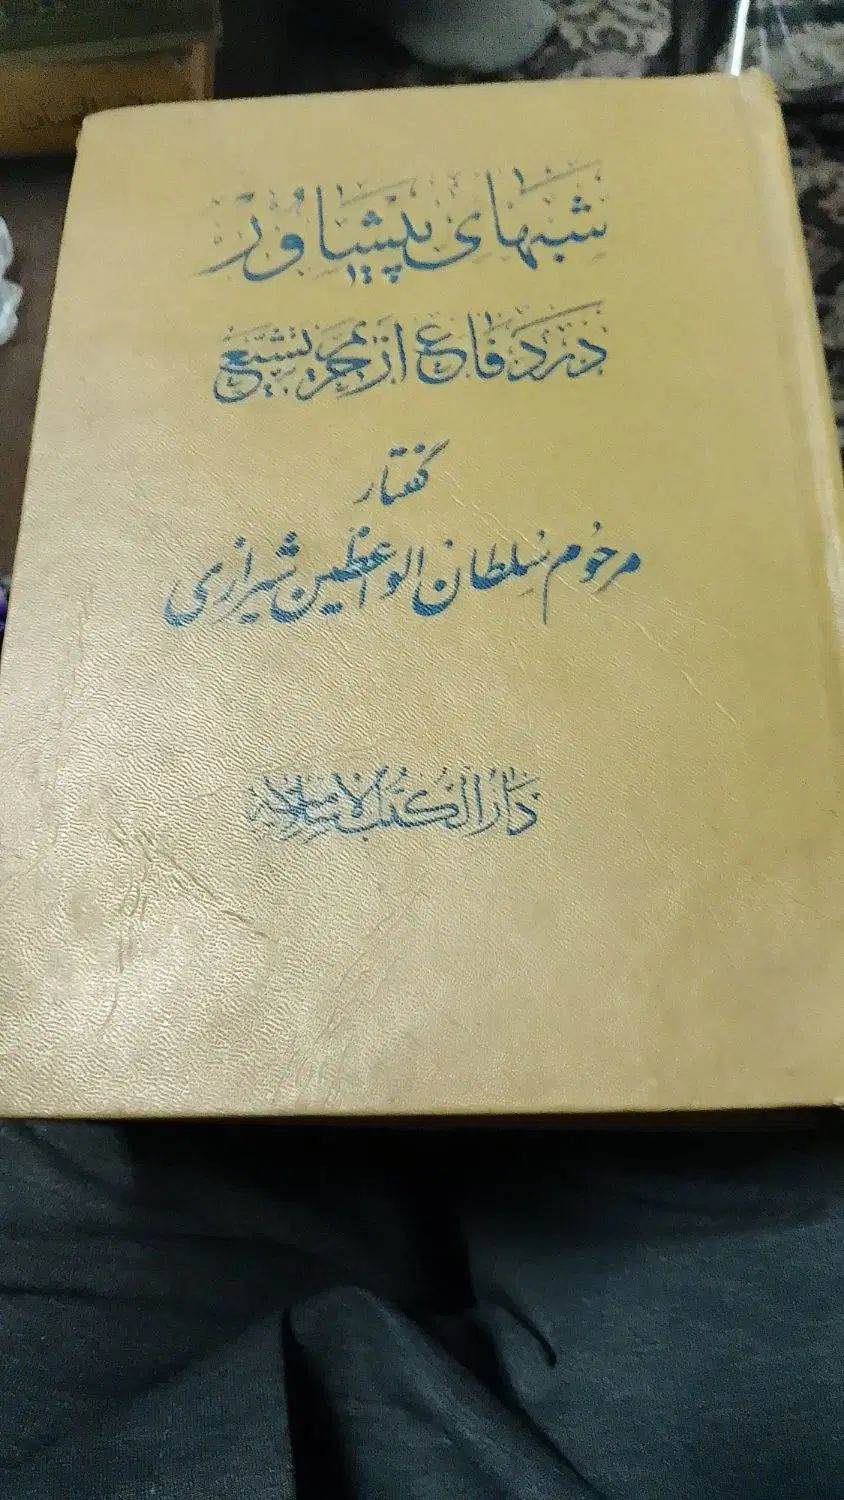 شبهای پیشاور
در دفاع از حریم تشیع
گفتار
مرحوم سلطان الواعظین شیرازی
دار الکتب الاسلامیه